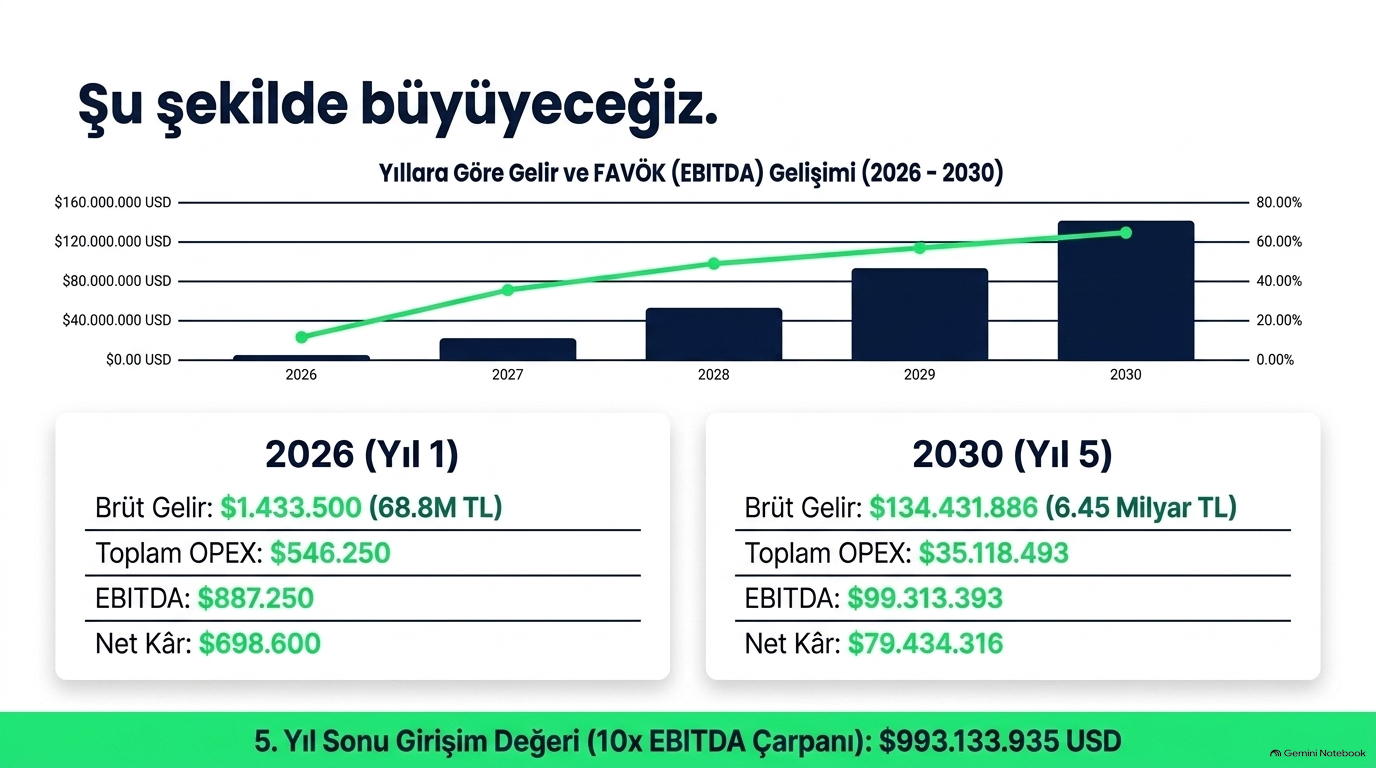 Şu şekilde büyüyeceğiz.
Yıllara Göre Gelir ve FAVÖK (EBITDA) Gelişimi (2026 - 2030)
$160.000.000 USD 80.00%
$120.000.000 USD 60.00%
$80.000.000 USD 40.00%
$40.000.000 USD 20.00%
$0.00 USD 0.00%
2026 2027 2028 2029 2030
2026 (Yıl 1)
Brüt Gelir: $1.433.500 (68.8M TL)
Toplam OPEX: $546.250
EBITDA: $887.250
Net Kâr: $698.600
2030 (Yıl 5)
Brüt Gelir: $134.431.886 (6.45 Milyar TL)
Toplam OPEX: $35.118.493
EBITDA: $99.313.393
Net Kâr: $79.434.316
5. Yıl Sonu Girişim Değeri (10x EBITDA Çarpanı): $993.133.935 USD
Gemini Notebook